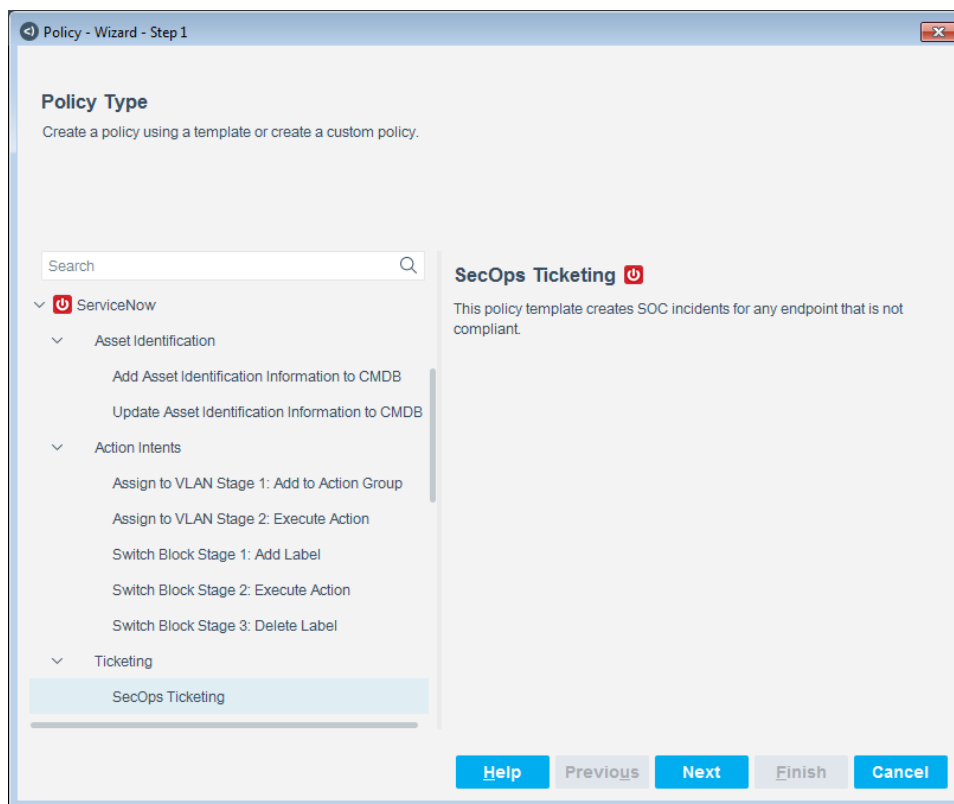 Policy - Wizard - Step 1
Policy Type
Create a policy using a template or create a custom policy.
Search
ServiceNow
Asset Identification
Add Asset Identification Information to CMDB
Update Asset Identification Information to CMDB
Action Intents
Assign to VLAN Stage 1: Add to Action Group
Assign to VLAN Stage 2: Execute Action
Switch Block Stage 1: Add Label
Switch Block Stage 2: Execute Action
Switch Block Stage 3: Delete Label
Ticketing
SecOps Ticketing
SecOps Ticketing
This policy template creates SOC incidents for any endpoint that is not
compliant.
Help Previous Next Finish Cancel